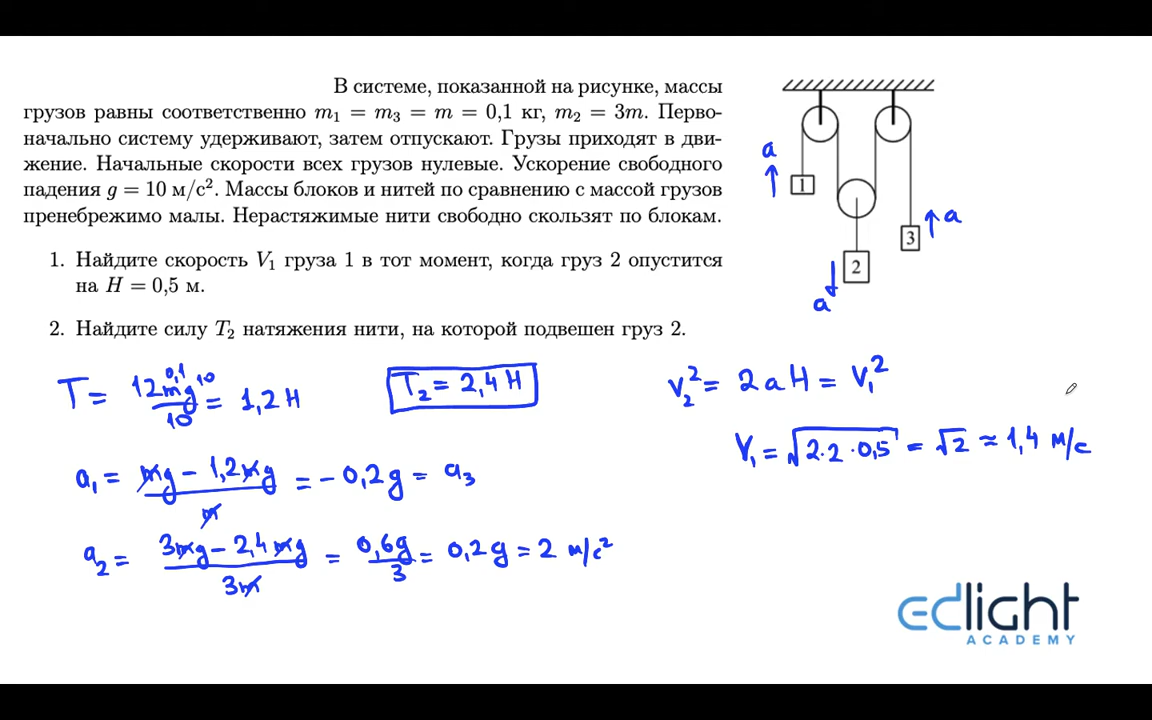 В системе, показанной на рисунке, массы
грузов равны соответственно m₁ = m₃ = m = 0,1 кг, m₂ = 3m. Перво-
начально систему удерживают, затем отпускают. Грузы приходят в дви-
жение. Начальные скорости всех грузов нулевые. Ускорение свободного
падения g = 10 м/с². Массы блоков и нитей по сравнению с массой грузов
пренебрежимо малы. Нерастяжимые нити свободно скользят по блокам.
1. Найдите скорость V₁ груза 1 в тот момент, когда груз 2 опустится
на H = 0,5 м.
2. Найдите силу T₂ натяжения нити, на которой подвешен груз 2.
a
1
3
a
2
a
T = 12mg/10 = 1,2 Н
0,1 10
T₂ = 2,4 Н
V₂² = 2aH = V₁²
V₁ = √(2·2·0,5) = √2 ≈ 1,4 м/с
a₁ = (mg − 1,2mg)/m = −0,2g = a₃
a₂ = (3mg − 2,4mg)/3m = 0,6g/3 = 0,2g = 2 м/с²
edlight
ACADEMY